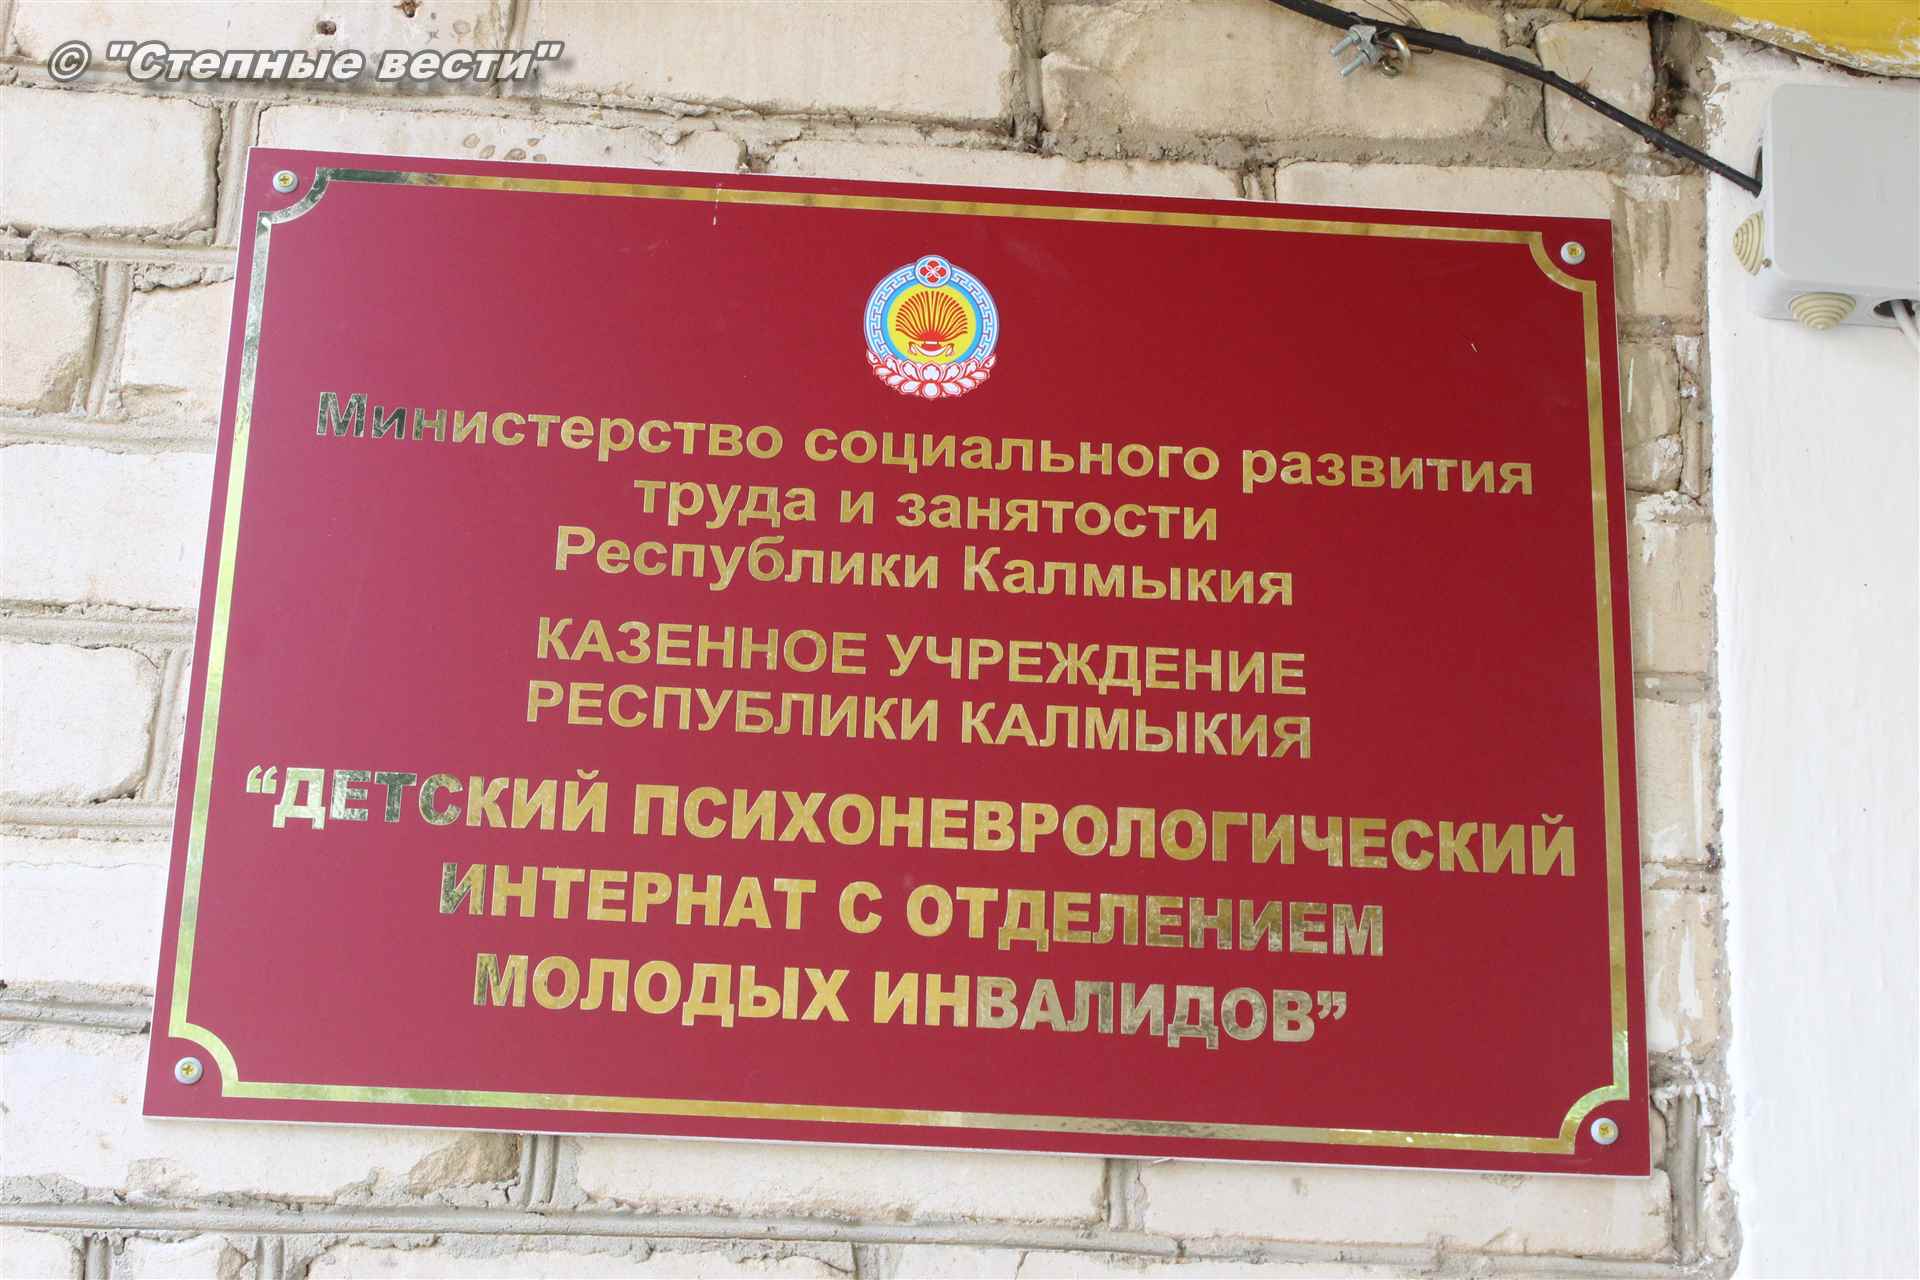 © "Степные вести"
Министерство социального развития
труда и занятости
Республики Калмыкия
КАЗЕННОЕ УЧРЕЖДЕНИЕ
РЕСПУБЛИКИ КАЛМЫКИЯ
“ДЕТСКИЙ ПСИХОНЕВРОЛОГИЧЕСКИЙ
ИНТЕРНАТ С ОТДЕЛЕНИЕМ
МОЛОДЫХ ИНВАЛИДОВ”